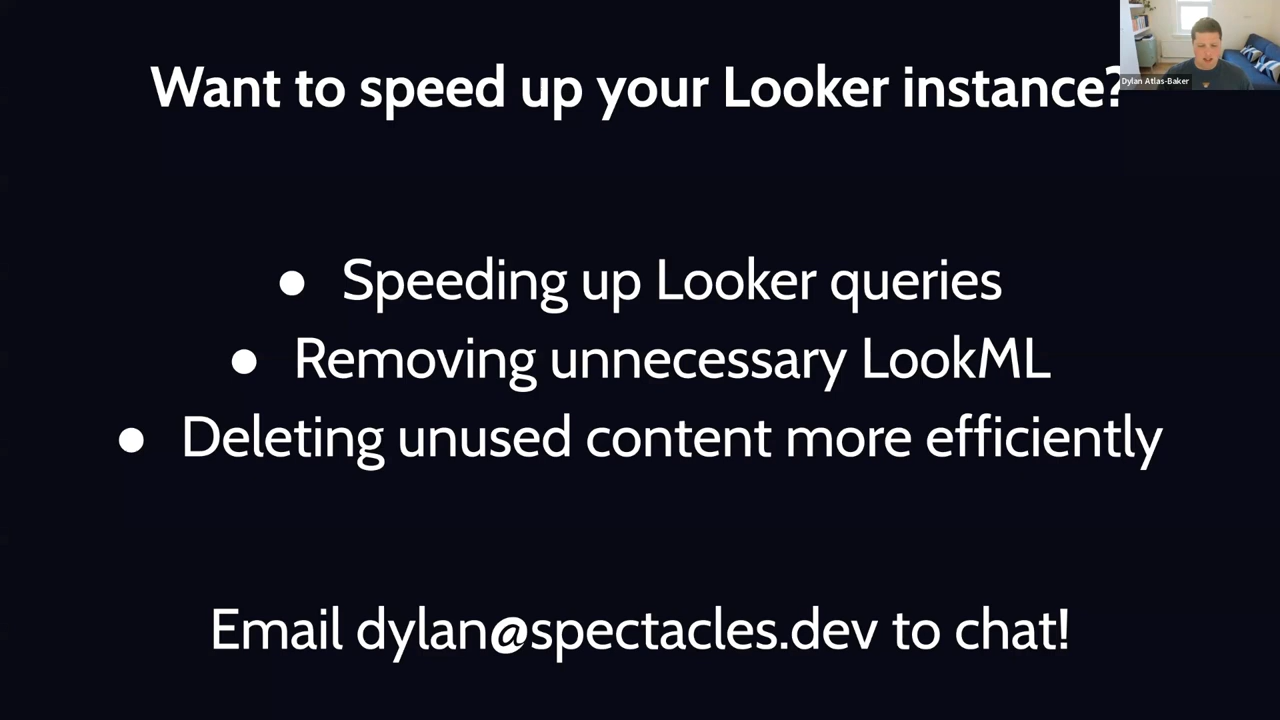 Want to speed up your Looker instance?
Dylan Atlas-Baker
● Speeding up Looker queries
● Removing unnecessary LookML
● Deleting unused content more efficiently
Email dylan@spectacles.dev to chat!